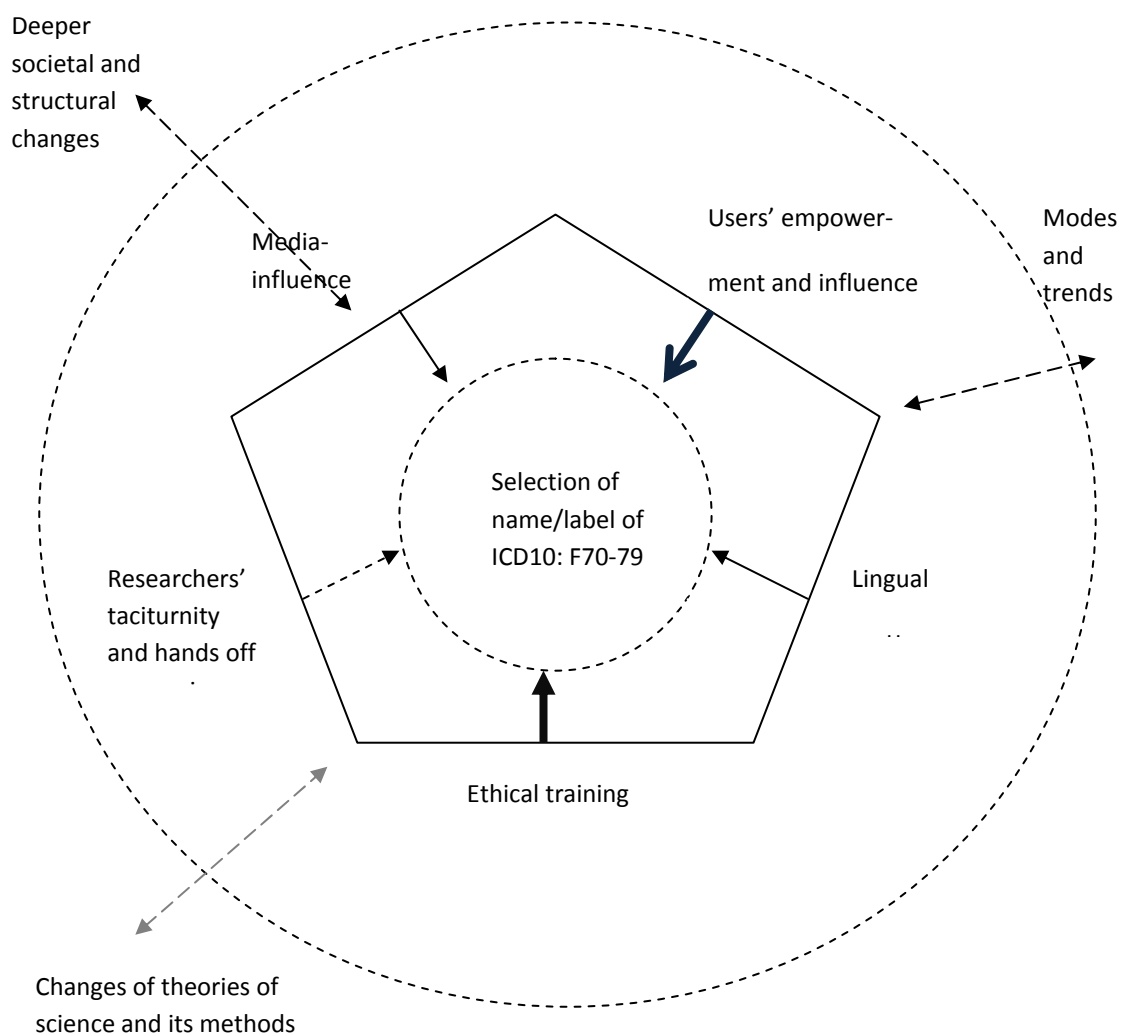 Deeper
societal and
structural
changes
Media-
influence
Users’ empower-
ment and influence
Modes
and
trends
Selection of
name/label of
ICD10: F70-79
Researchers’
taciturnity
and hands off
Lingual
Ethical training
Changes of theories of
science and its methods